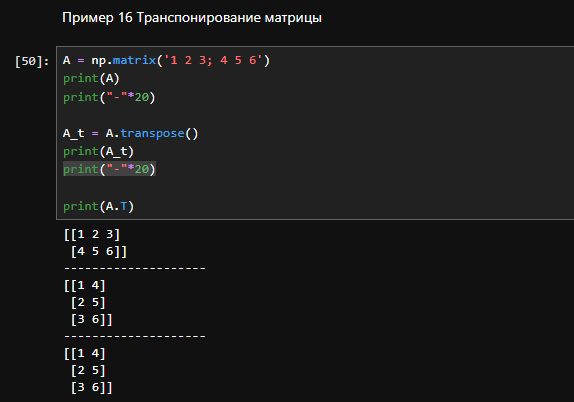 Пример 16 Транспонирование матрицы
[50]: A = np.matrix('1 2 3; 4 5 6')
print(A)
print("-"*20)
A_t = A.transpose()
print(A_t)
print("-"*20)
print(A.T)
[[1 2 3]
 [4 5 6]]
--------------------
[[1 4]
 [2 5]
 [3 6]]
--------------------
[[1 4]
 [2 5]
 [3 6]]